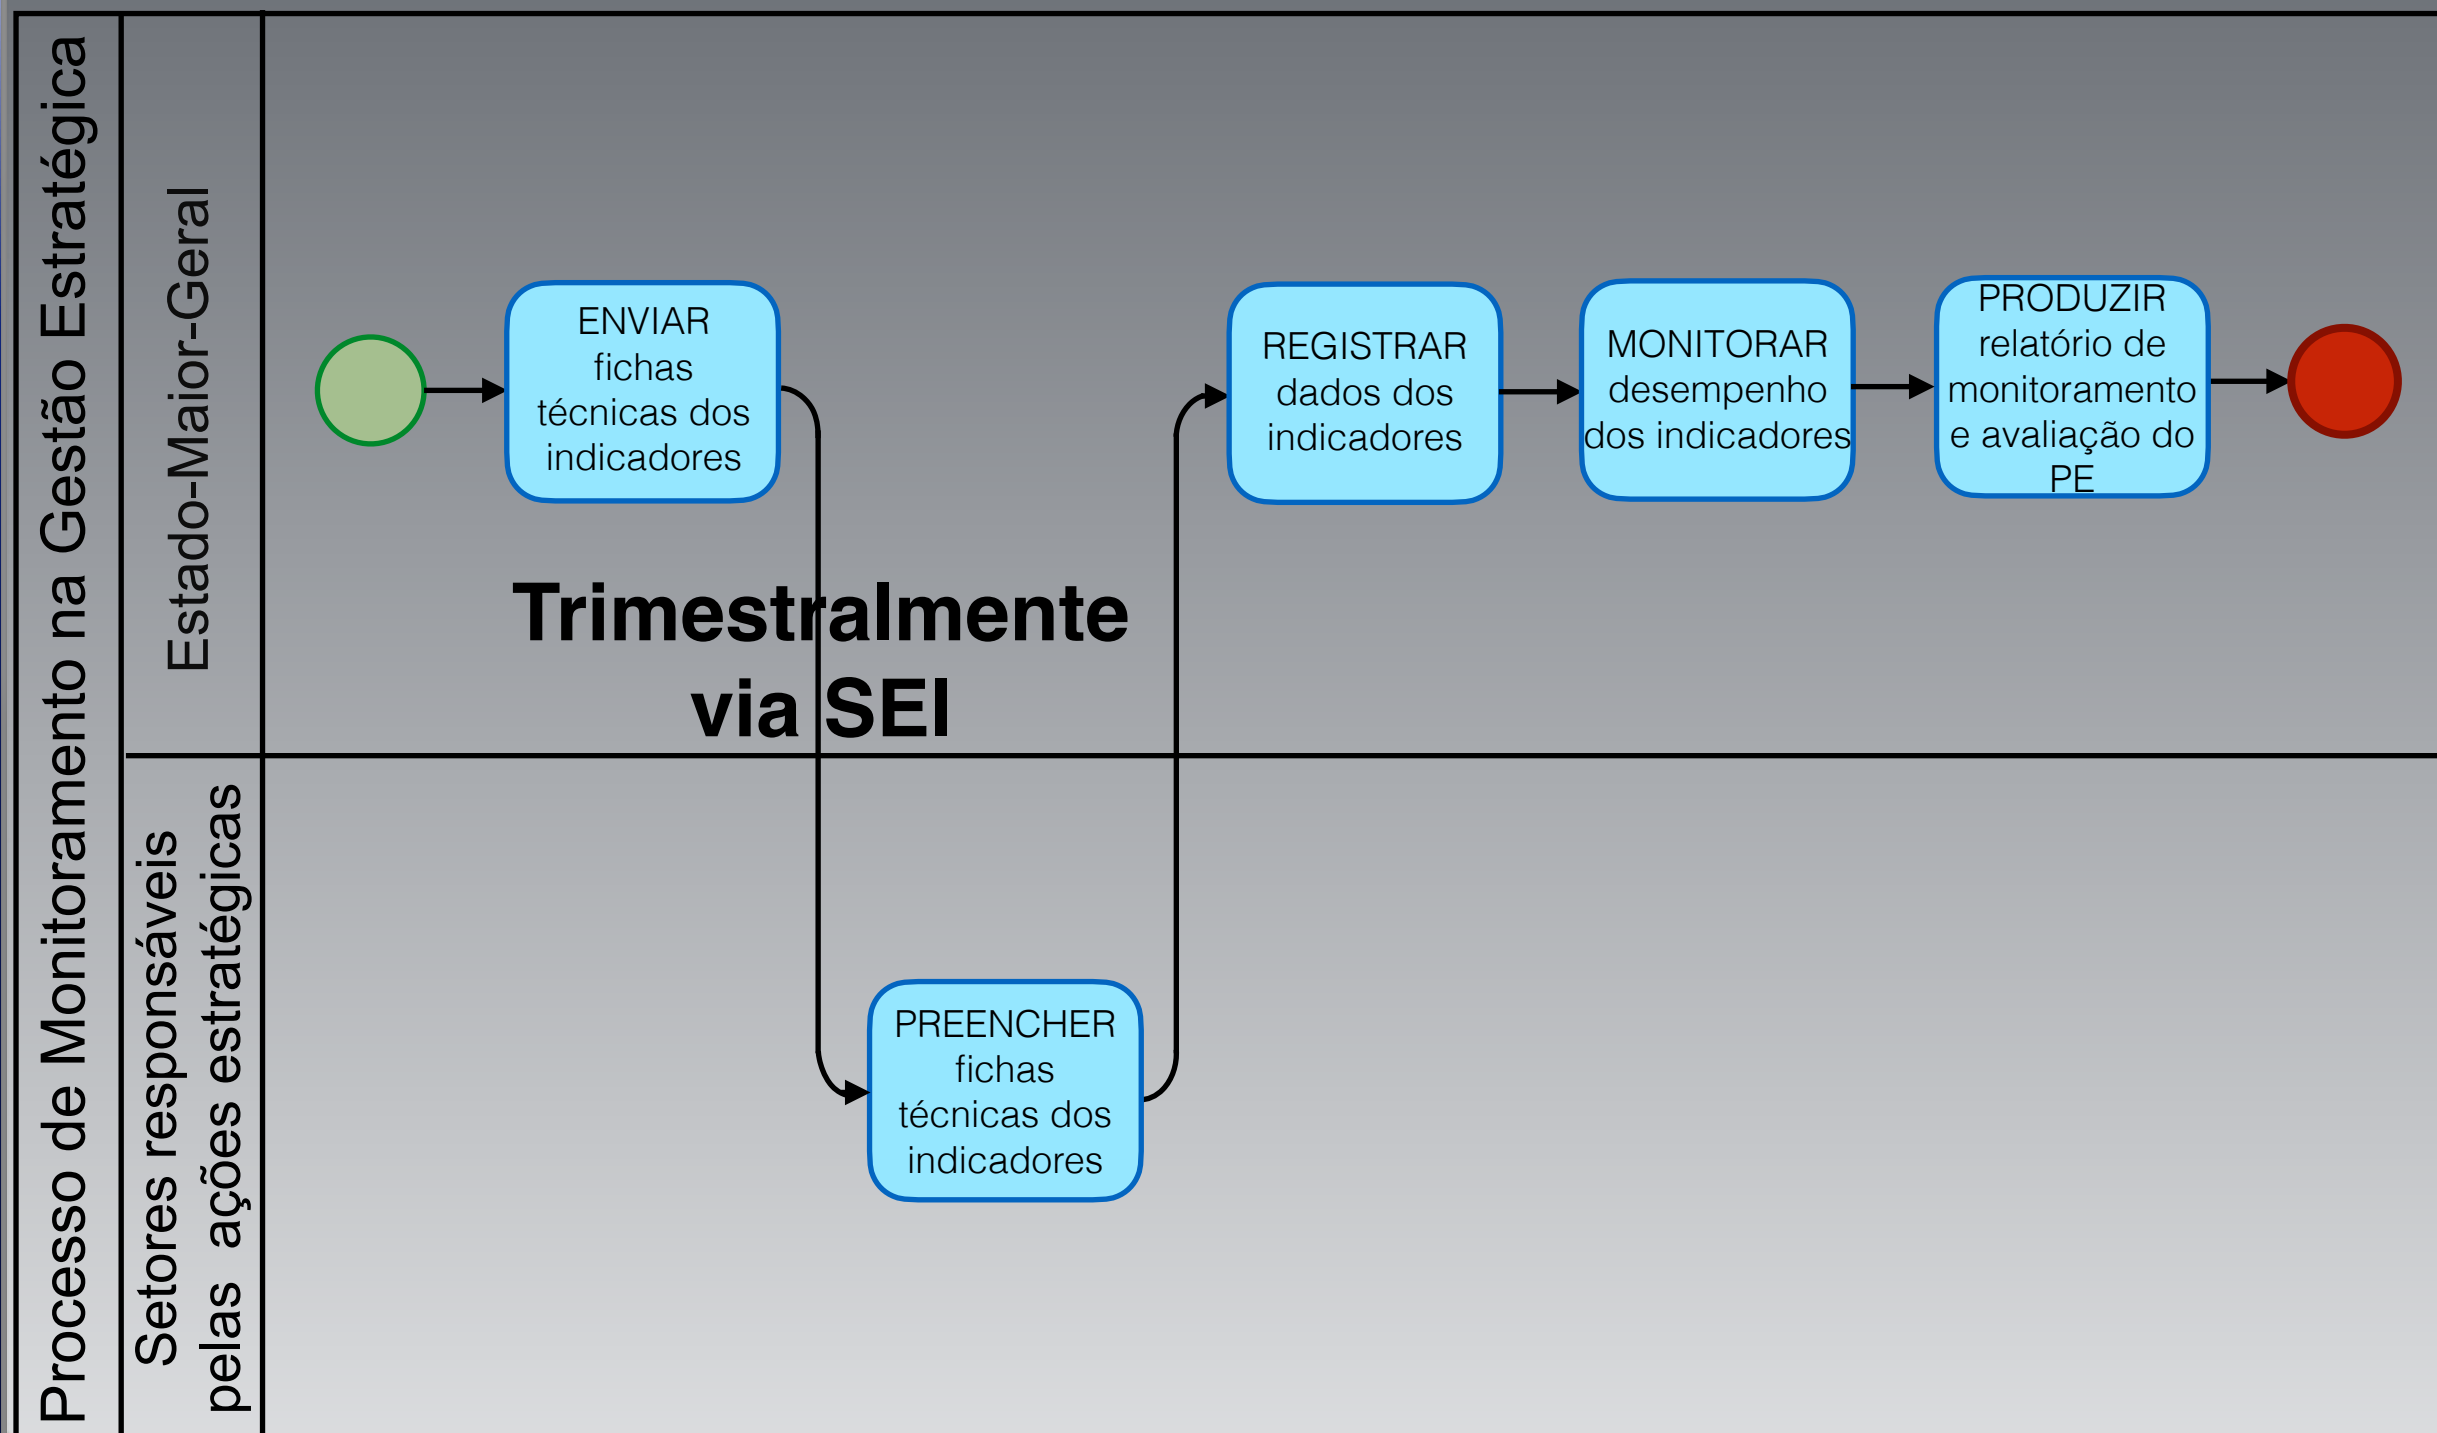 Processo de Monitoramento na Gestão Estratégica
Estado-Maior-Geral
ENVIAR
fichas
técnicas dos
indicadores
REGISTRAR
dados dos
indicadores
MONITORAR
desempenho
dos indicadores
PRODUZIR
relatório de
monitoramento
e avaliação do
PE
Trimestralmente
via SEI
Setores responsáveis
pelas ações estratégicas
PREENCHER
fichas
técnicas dos
indicadores